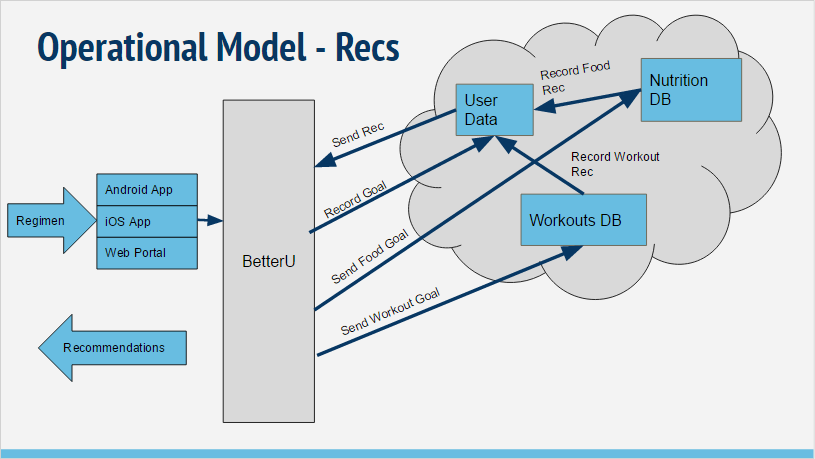 Operational Model - Recs
Regimen
Android App
iOS App
Web Portal
Recommendations
BetterU
Send Rec
Record Goal
Send Food Goal
Send Workout Goal
User
Data
Record Food
Rec
Nutrition
DB
Record Workout
Rec
Workouts DB